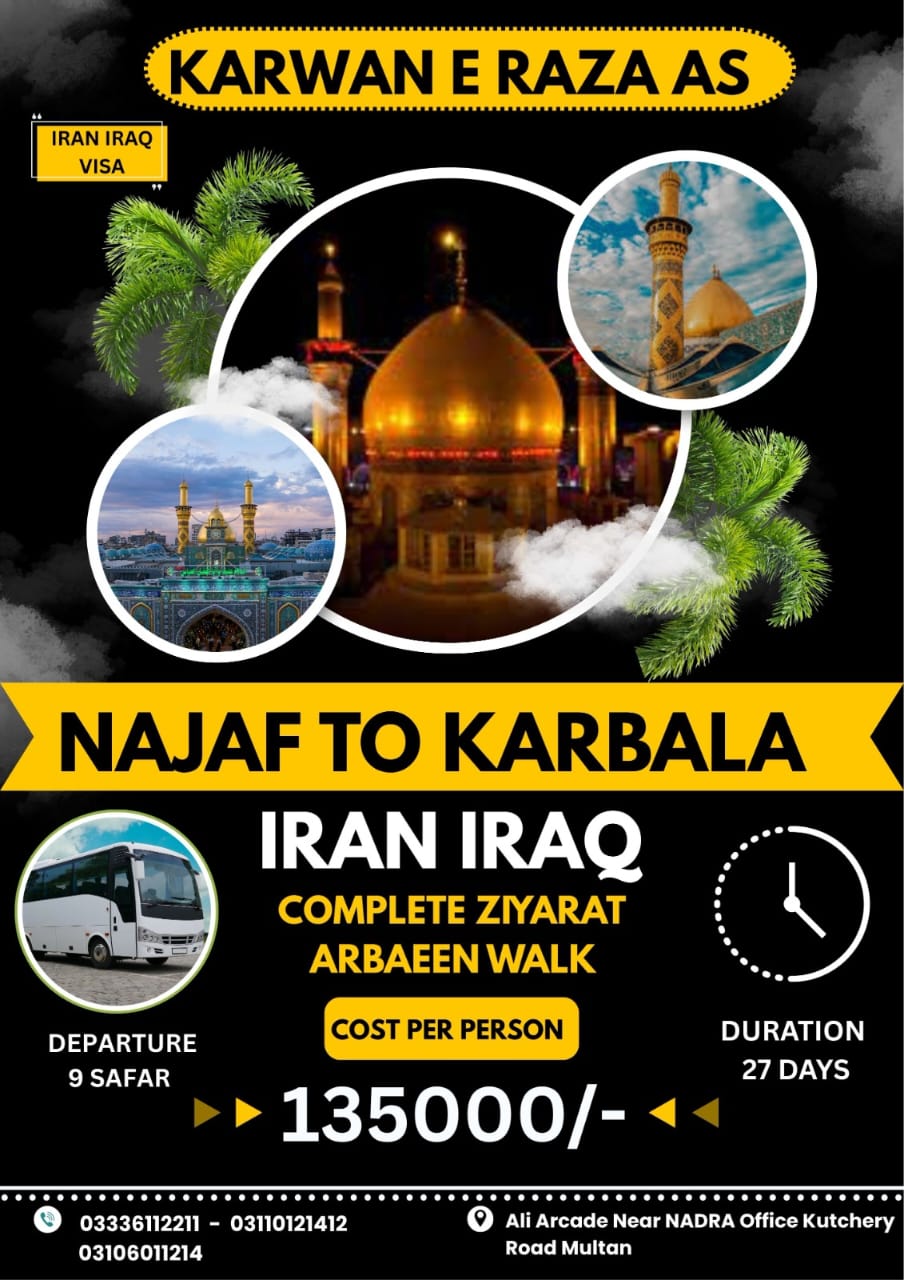 KARWAN E RAZA AS
IRAN IRAQ
VISA
NAJAF TO KARBALA
IRAN IRAQ
COMPLETE ZIYARAT
ARBAEEN WALK
COST PER PERSON
DEPARTURE
9 SAFAR
DURATION
27 DAYS
135000/-
03336112211 - 03110121412
03106011214
Ali Arcade Near NADRA Office Kutchery
Road Multan